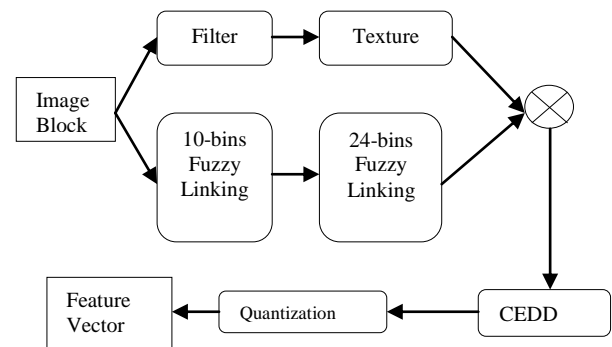 Filter
Texture
Image
Block
10-bins
Fuzzy
Linking
24-bins
Fuzzy
Linking
Feature
Vector
Quantization
CEDD